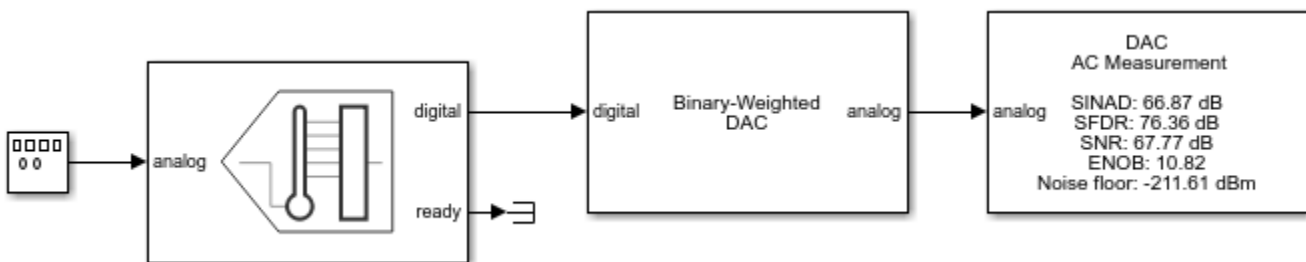 analog
digital
ready
digital
Binary-Weighted
DAC
analog
DAC
AC Measurement
analog
SINAD: 66.87 dB
SFDR: 76.36 dB
SNR: 67.77 dB
ENOB: 10.82
Noise floor: -211.61 dBm